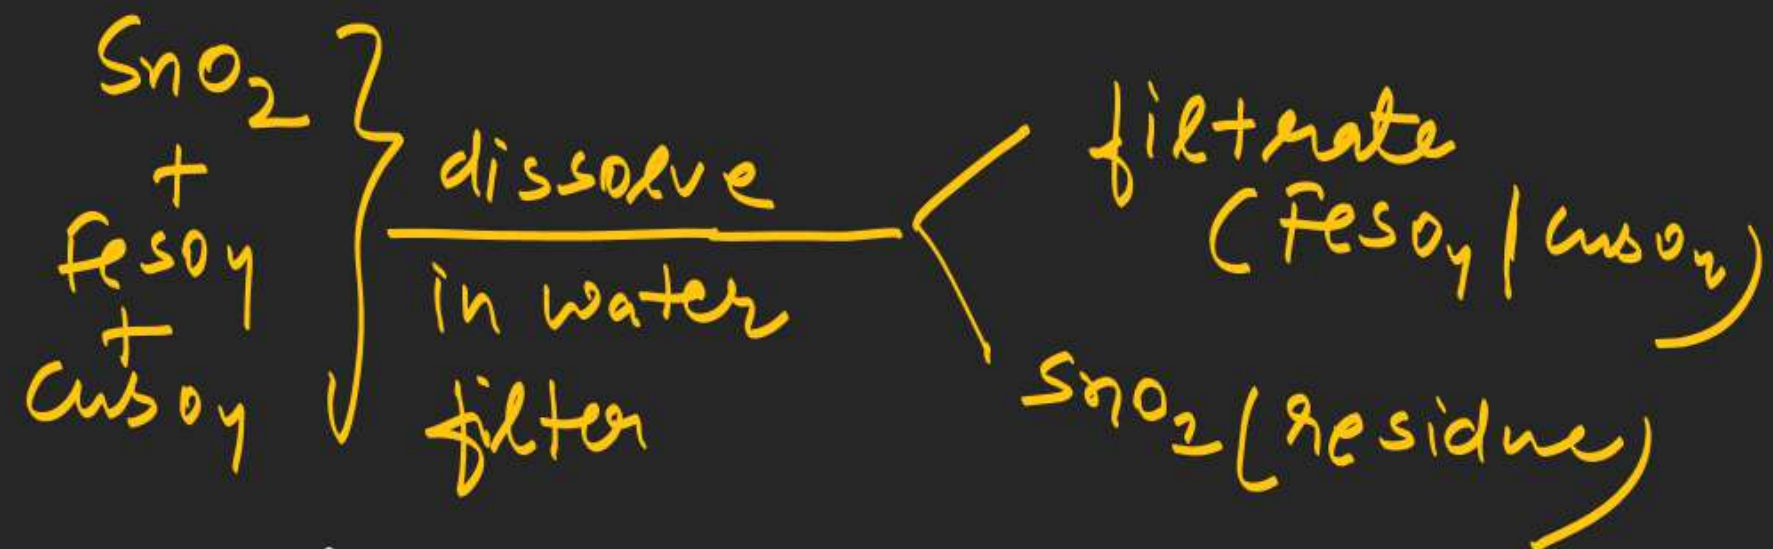 SnO2
+
FeSO4
+
CuSO4
dissolve
in water
filter
filtrate
(FeSO4/CuSO4)
SnO2 (residue)